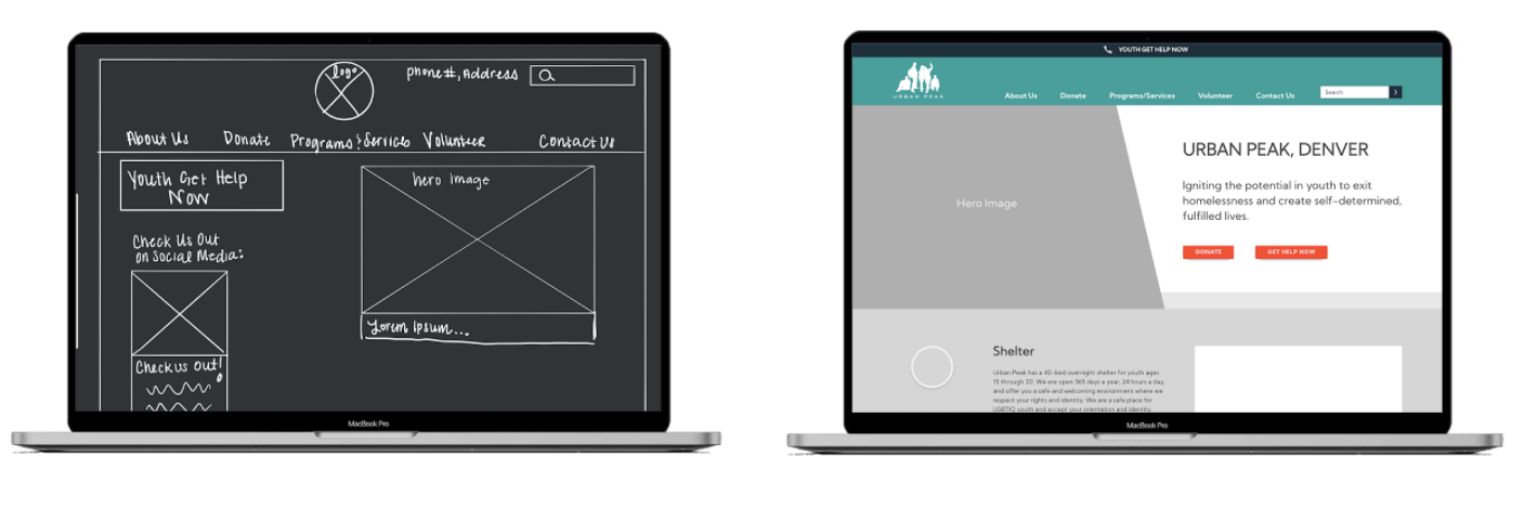 logo
phone#, Address
About Us Donate Programs & Services Volunteer Contact Us
Youth Get Help
Now
hero Image
Check Us Out
on Social Media:
Lorem Ipsum...
Check us out!
MacBook Pro
YOUTH GET HELP NOW
URBAN PEAK
About Us Donate Programs/Services Volunteer Contact Us Search
URBAN PEAK, DENVER
Hero Image
Igniting the potential in youth to exit
homelessness and create self-determined,
fulfilled lives.
DONATE GET HELP NOW
Shelter
Urban Peak has a 40- bed overnight shelter for youth ages
15 through 20. We are open 365 days a year, 24 hours a day,
and offer you a safe and welcoming environment where we
respect your rights and identity. We are a safe place for
LGBTIQ youth and accept your orientation and identity
MacBook Pro